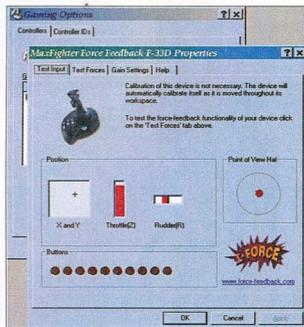 Gaming Options
Controllers
Controller IDs
MaxFighter Force Feedback F-33D Properties
Test Input
Test Forces
Gain Settings
Help
Calibration of this device is not necessary. The device will
automatically calibrate itself as it is moved throughout its
workspace.
To test the force-feedback functionality of your device click
on the 'Test Forces' tab above.
Position
Point of View Hat
X and Y
Throttle(Z)
Rudder(R)
Buttons
I-FORCE
www.force-feedback.com
OK
Cancel
Apply